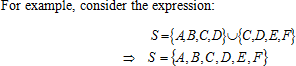 For example, consider the expression:
S={A,B,C,D}∪{C,D,E,F}
⇒ S={A,B,C,D,E,F}